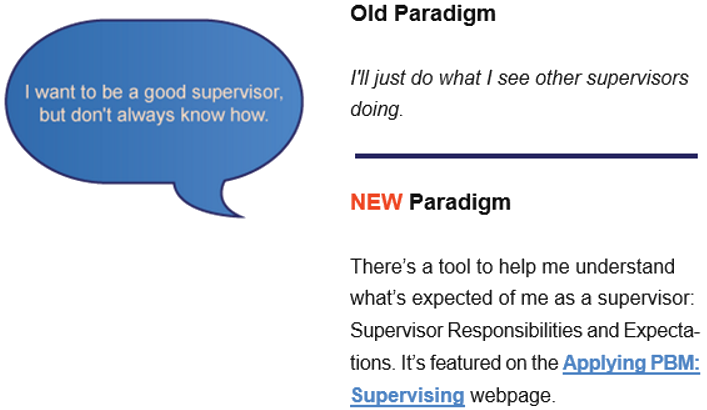 I want to be a good supervisor,
but don't always know how.
Old Paradigm
I'll just do what I see other supervisors
doing.
NEW Paradigm
There’s a tool to help me understand
what’s expected of me as a supervisor:
Supervisor Responsibilities and Expecta-
tions. It’s featured on the Applying PBM:
Supervising webpage.